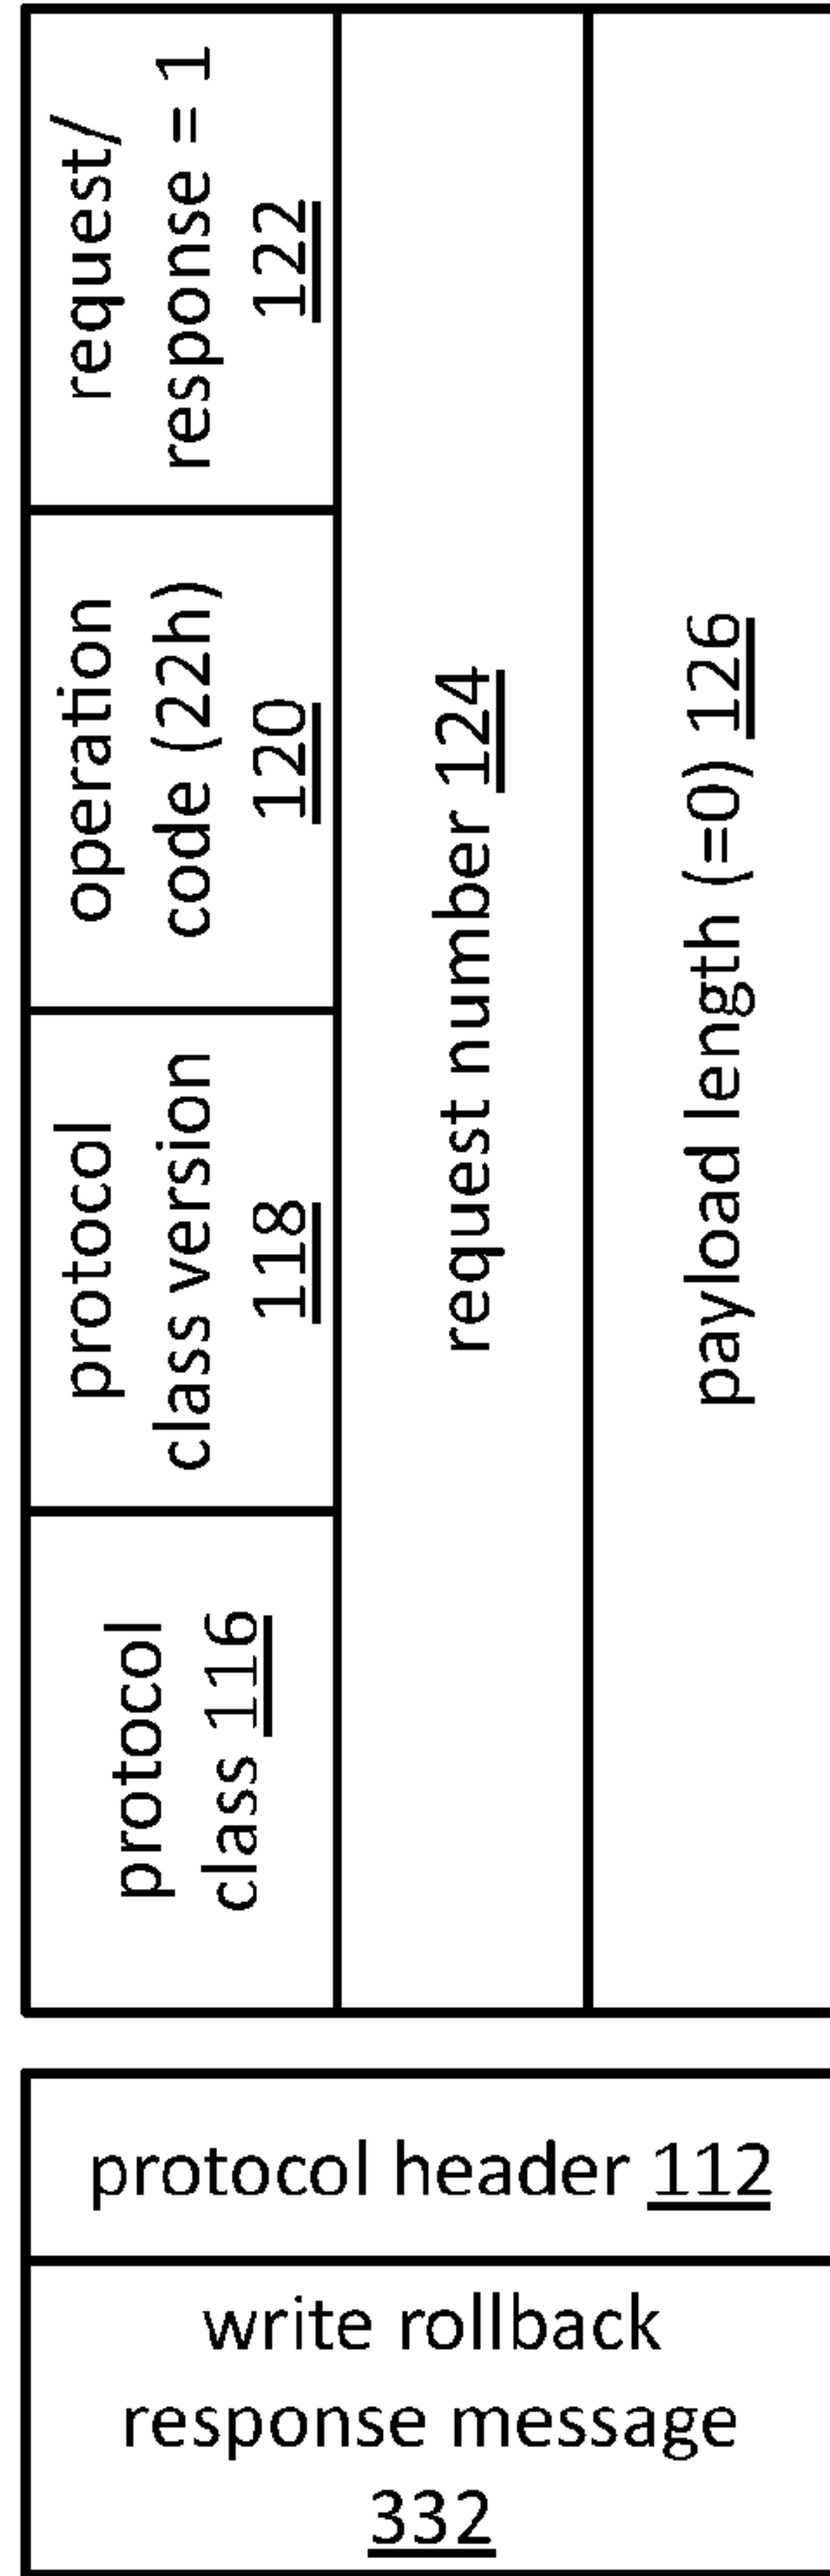 protocol
class 116
protocol
class version
118
operation
code (22h)
120
request/
response = 1
122
request number 124
payload length (=0) 126
protocol header 112
write rollback
response message
332